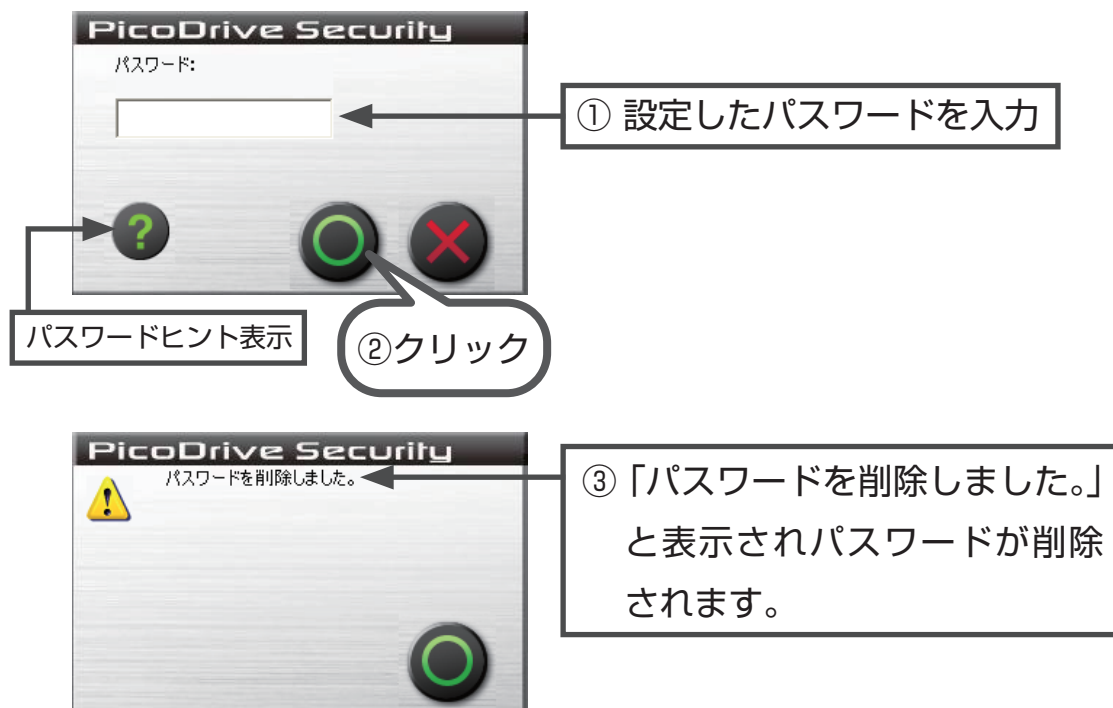 PicoDrive Security
パスワード:
① 設定したパスワードを入力
?
パスワードヒント表示
②クリック
PicoDrive Security
パスワードを削除しました。
③「パスワードを削除しました。」
と表示されパスワードが削除
されます。